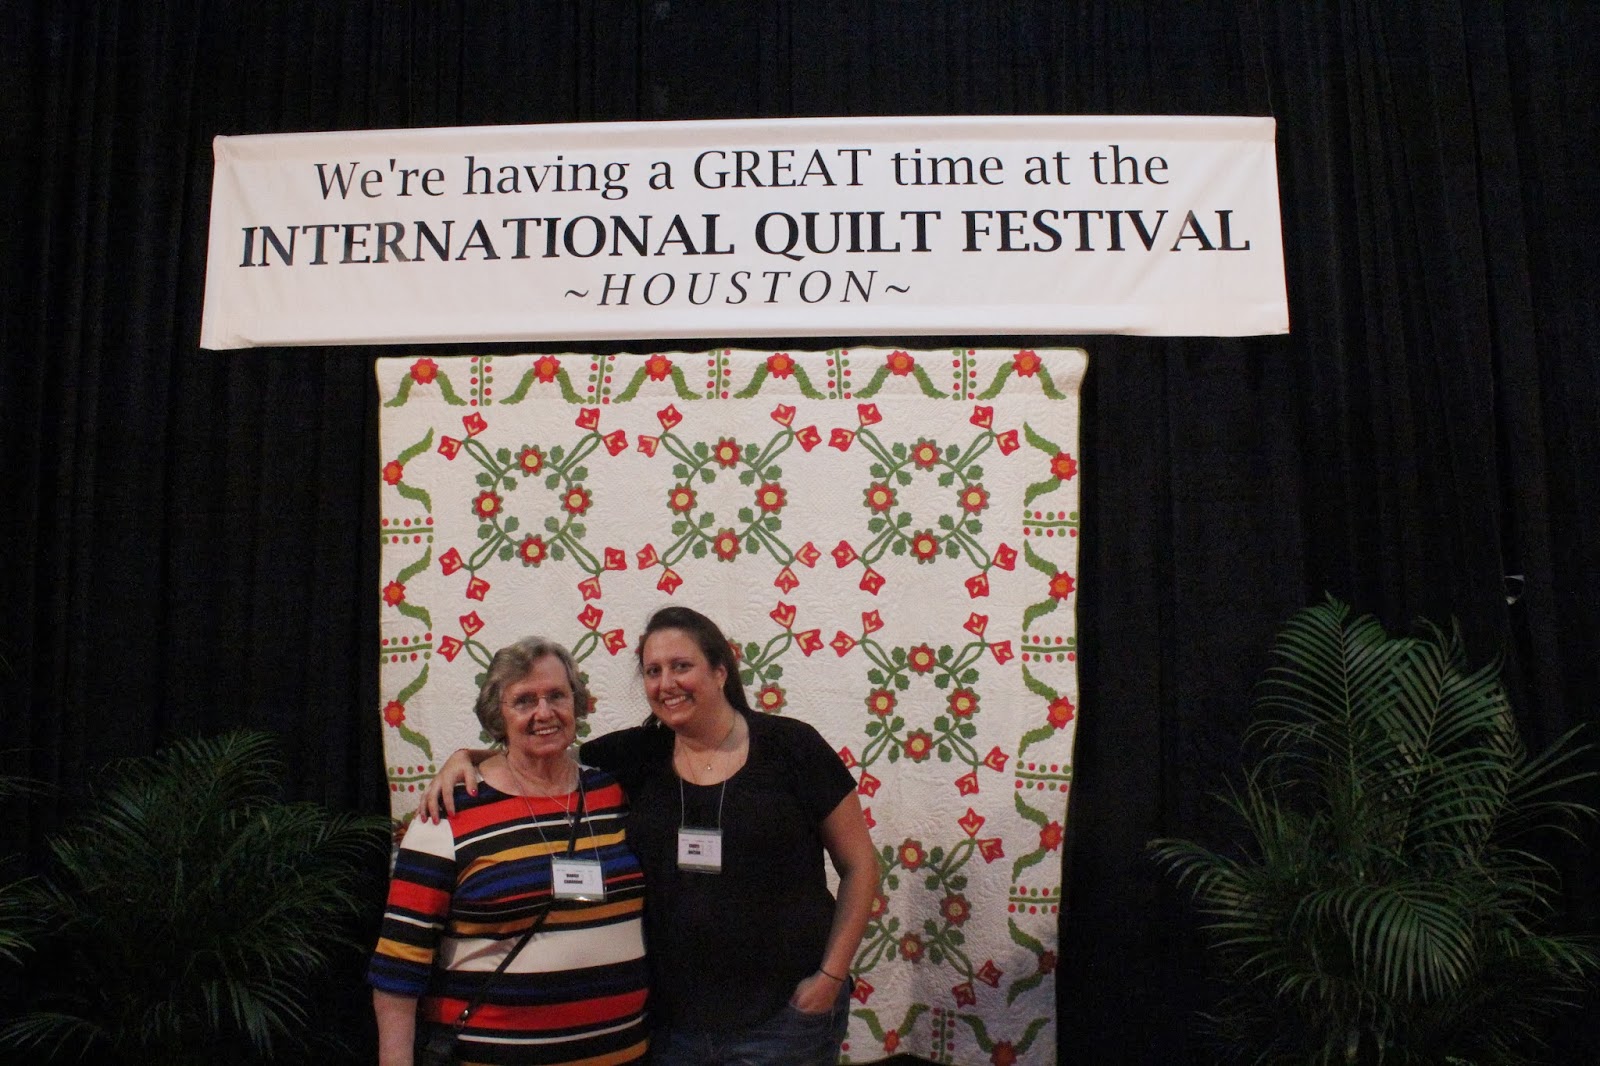 We're having a GREAT time at the
INTERNATIONAL QUILT FESTIVAL
~HOUSTON~